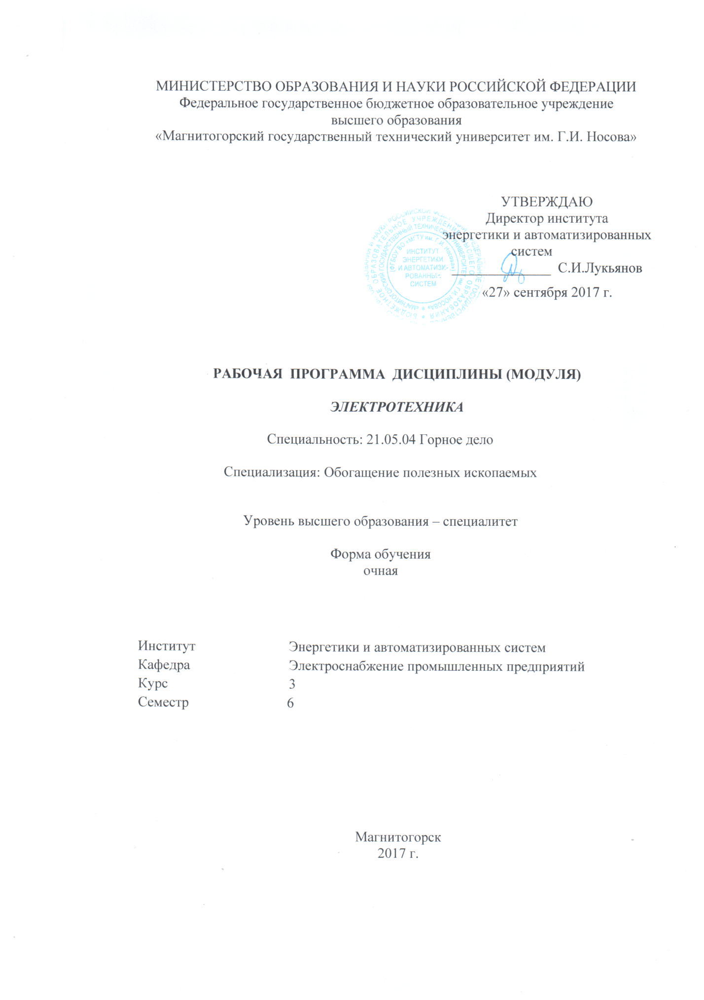 МИНИСТЕРСТВО ОБРАЗОВАНИЯ И НАУКИ РОССИЙСКОЙ ФЕДЕРАЦИИ
Федеральное государственное бюджетное образовательное учреждение
высшего образования
«Магнитогорский государственный технический университет им. Г.И. Носова»
УТВЕРЖДАЮ
Директор института
энергетики и автоматизированных
систем
С.И.Лукьянов
«27» сентября 2017 г.
(ФГБОУ ВО «МГТУ им. Г.И. Носова»)
ИНСТИТУТ
ЭНЕРГЕТИКИ
И АВТОМАТИЗИ-
РОВАННЫХ
СИСТЕМ
РАБОЧАЯ ПРОГРАММА ДИСЦИПЛИНЫ (МОДУЛЯ)
ЭЛЕКТРОТЕХНИКА
Специальность: 21.05.04 Горное дело
Специализация: Обогащение полезных ископаемых
Уровень высшего образования – специалитет
Форма обучения
очная
Институт Энергетики и автоматизированных систем
Кафедра Электроснабжение промышленных предприятий
Курс 3
Семестр 6
Магнитогорск
2017 г.